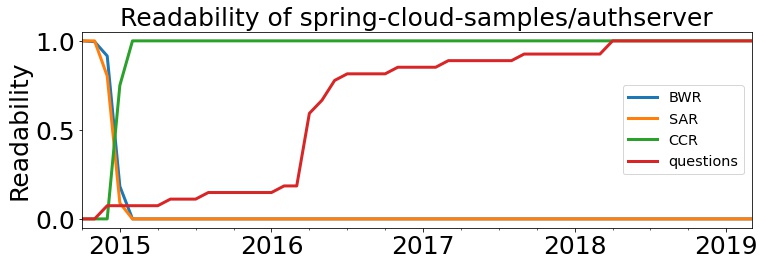 Readability of spring-cloud-samples/authserver
Readability
1.0
0.5
0.0
BWR
SAR
CCR
questions
2015 2016 2017 2018 2019